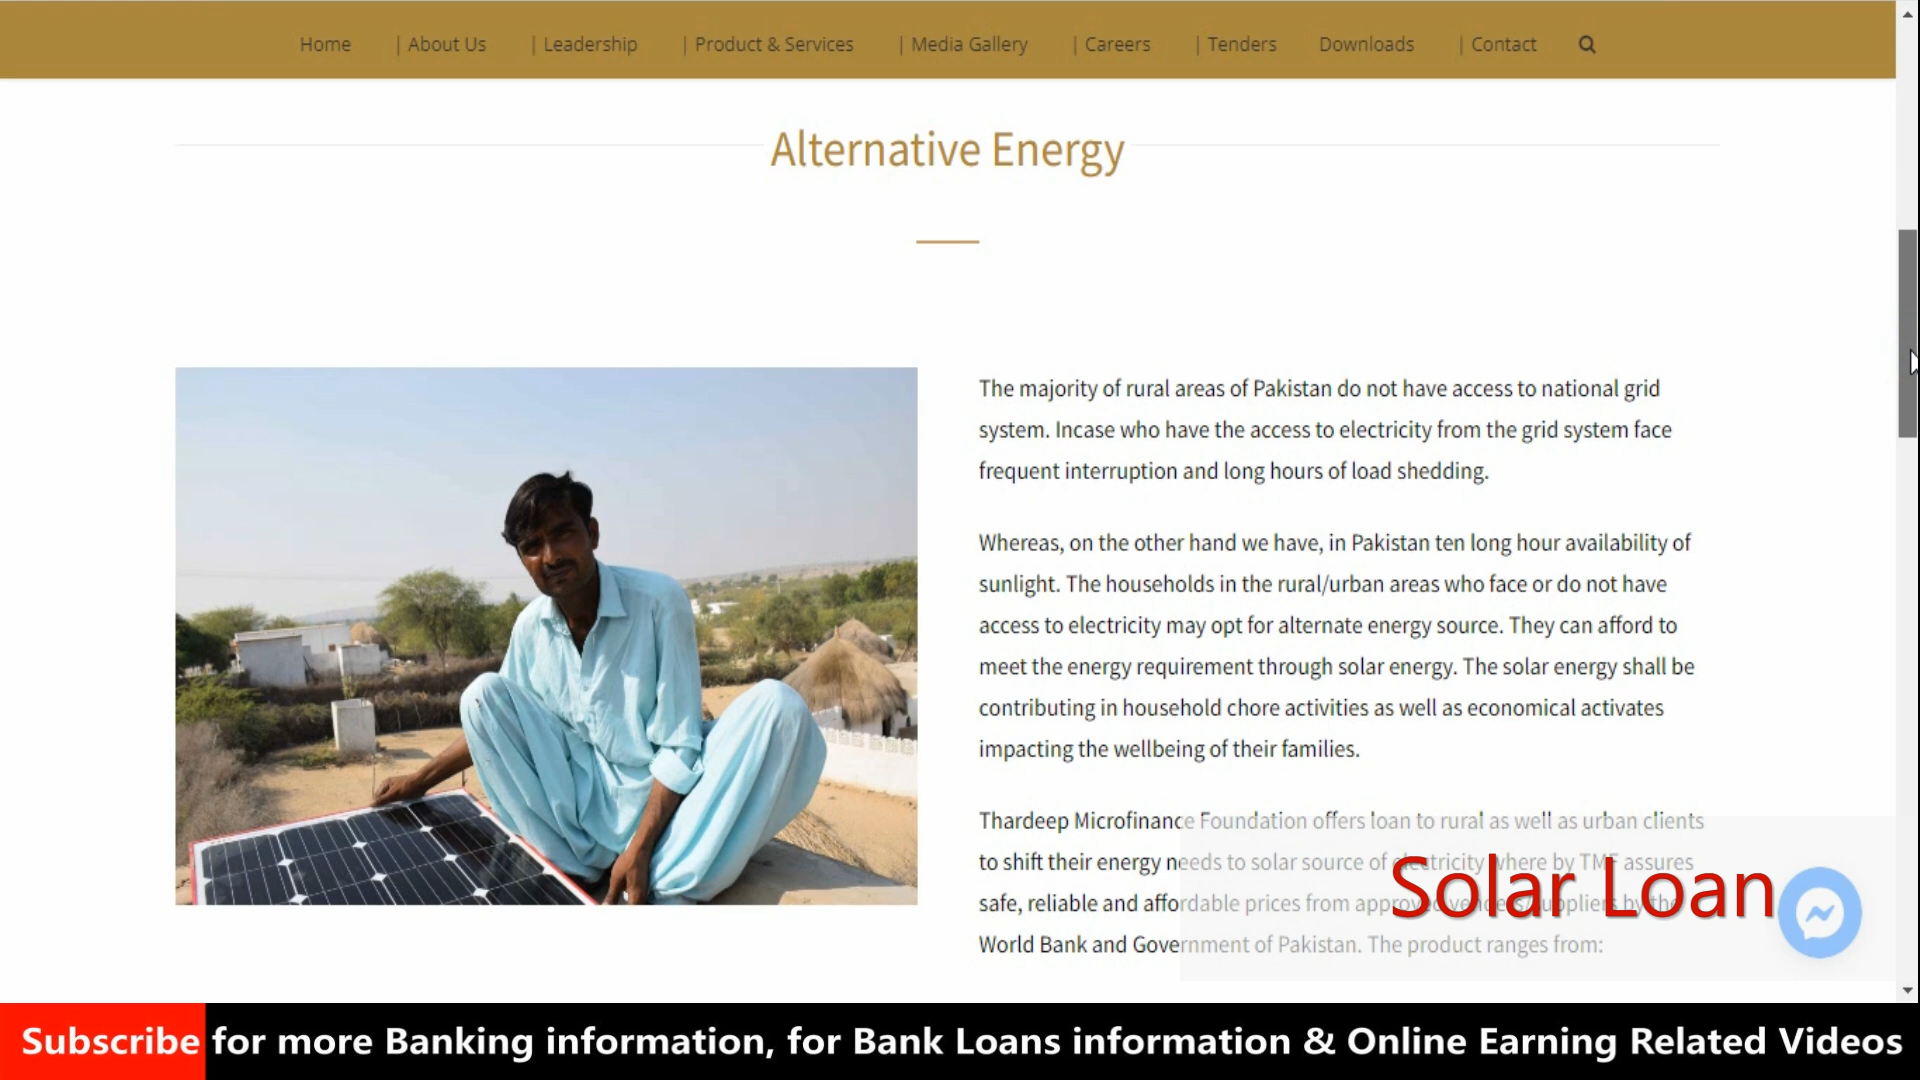 Home | About Us | Leadership | Product & Services | Media Gallery | Careers | Tenders Downloads | Contact
Alternative Energy
The majority of rural areas of Pakistan do not have access to national grid
system. Incase who have the access to electricity from the grid system face
frequent interruption and long hours of load shedding.
Whereas, on the other hand we have, in Pakistan ten long hour availability of
sunlight. The households in the rural/urban areas who face or do not have
access to electricity may opt for alternate energy source. They can afford to
meet the energy requirement through solar energy. The solar energy shall be
contributing in household chore activities as well as economical activates
impacting the wellbeing of their families.
Thardeep Microfinance Foundation offers loan to rural as well as urban clients
to shift their energy needs to solar source of electricity where by TMF assures
safe, reliable and affordable prices from approved by the
World Bank and Government of Pakistan. The product ranges from:
Solar Loan
Subscribe for more Banking information, for Bank Loans information & Online Earning Related Videos